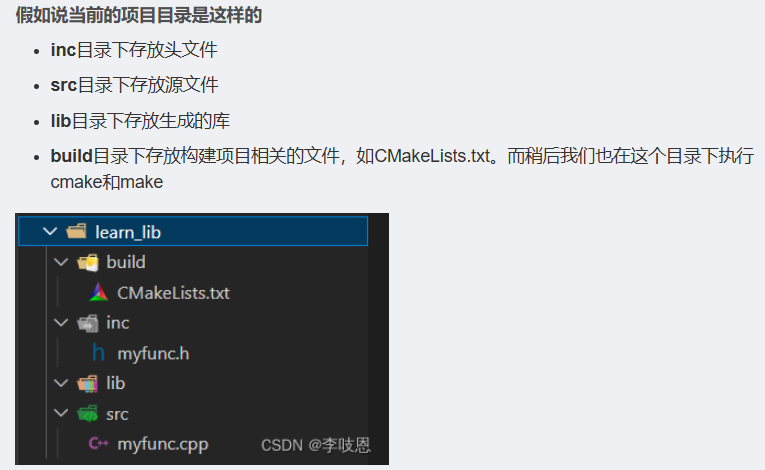 假如说当前的项目目录是这样的
• inc目录下存放头文件
• src目录下存放源文件
• lib目录下存放生成的库
• build目录下存放构建项目相关的文件，如CMakeLists.txt。而稍后我们也在这个目录下执行
cmake和make
learn_lib
build
CMakeLists.txt
inc
h myfunc.h
lib
src
C++ myfunc.cpp
CSDN @李吱恩